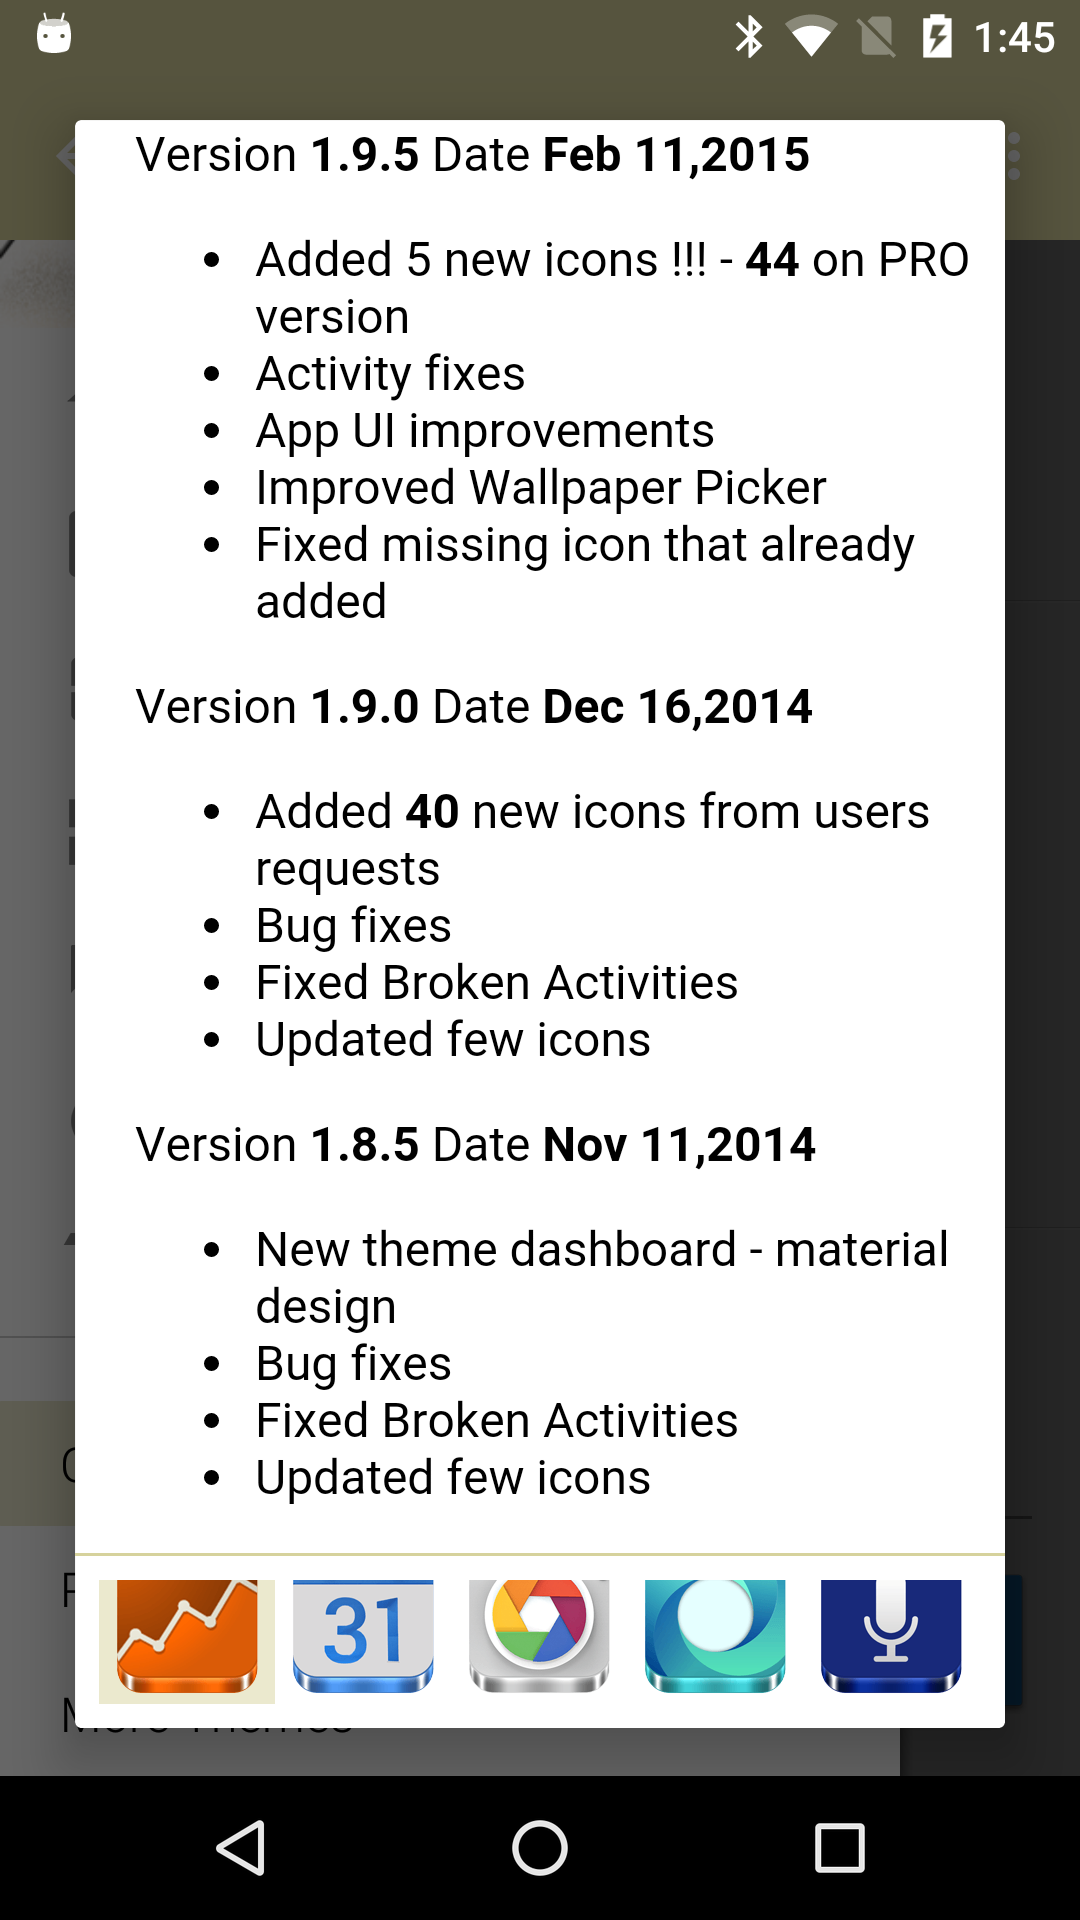 1:45
Version 1.9.5 Date Feb 11,2015
Added 5 new icons !!! - 44 on PRO
version
Activity fixes
App UI improvements
Improved Wallpaper Picker
Fixed missing icon that already
added
Version 1.9.0 Date Dec 16,2014
Added 40 new icons from users
requests
Bug fixes
Fixed Broken Activities
Updated few icons
Version 1.8.5 Date Nov 11,2014
New theme dashboard - material
design
Bug fixes
Fixed Broken Activities
Updated few icons
31
More Themes